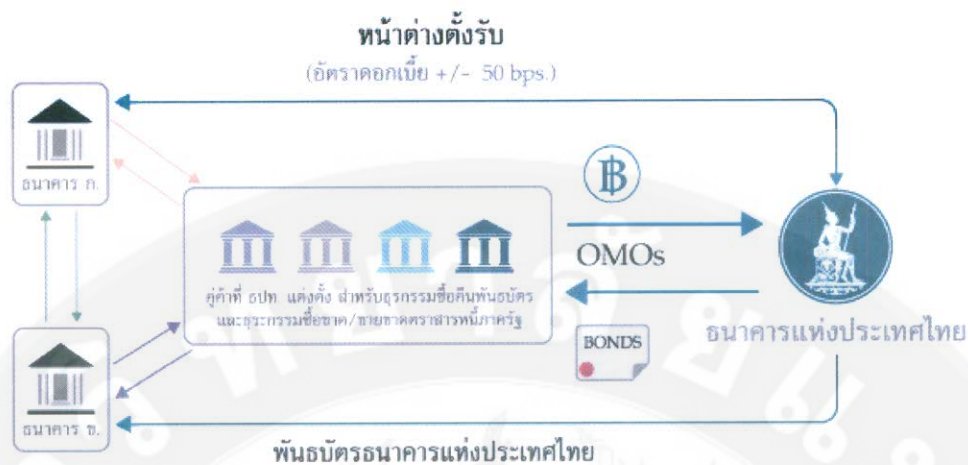 หน้าต่างตั้งรับ
(อัตราดอกเบี้ย +/- 50 bps.)
ธนาคาร ก.
฿
OMOs
คู่ค้าที่ ธปท. แต่งตั้ง สำหรับธุรกรรมซื้อคืนพันธบัตร
และธุระกรรมซื้อขาด/ขายขาดตราสารหนี้ภาครัฐ
BONDS
ธนาคารแห่งประเทศไทย
ธนาคาร ข.
พันธบัตรธนาคารแห่งประเทศไทย